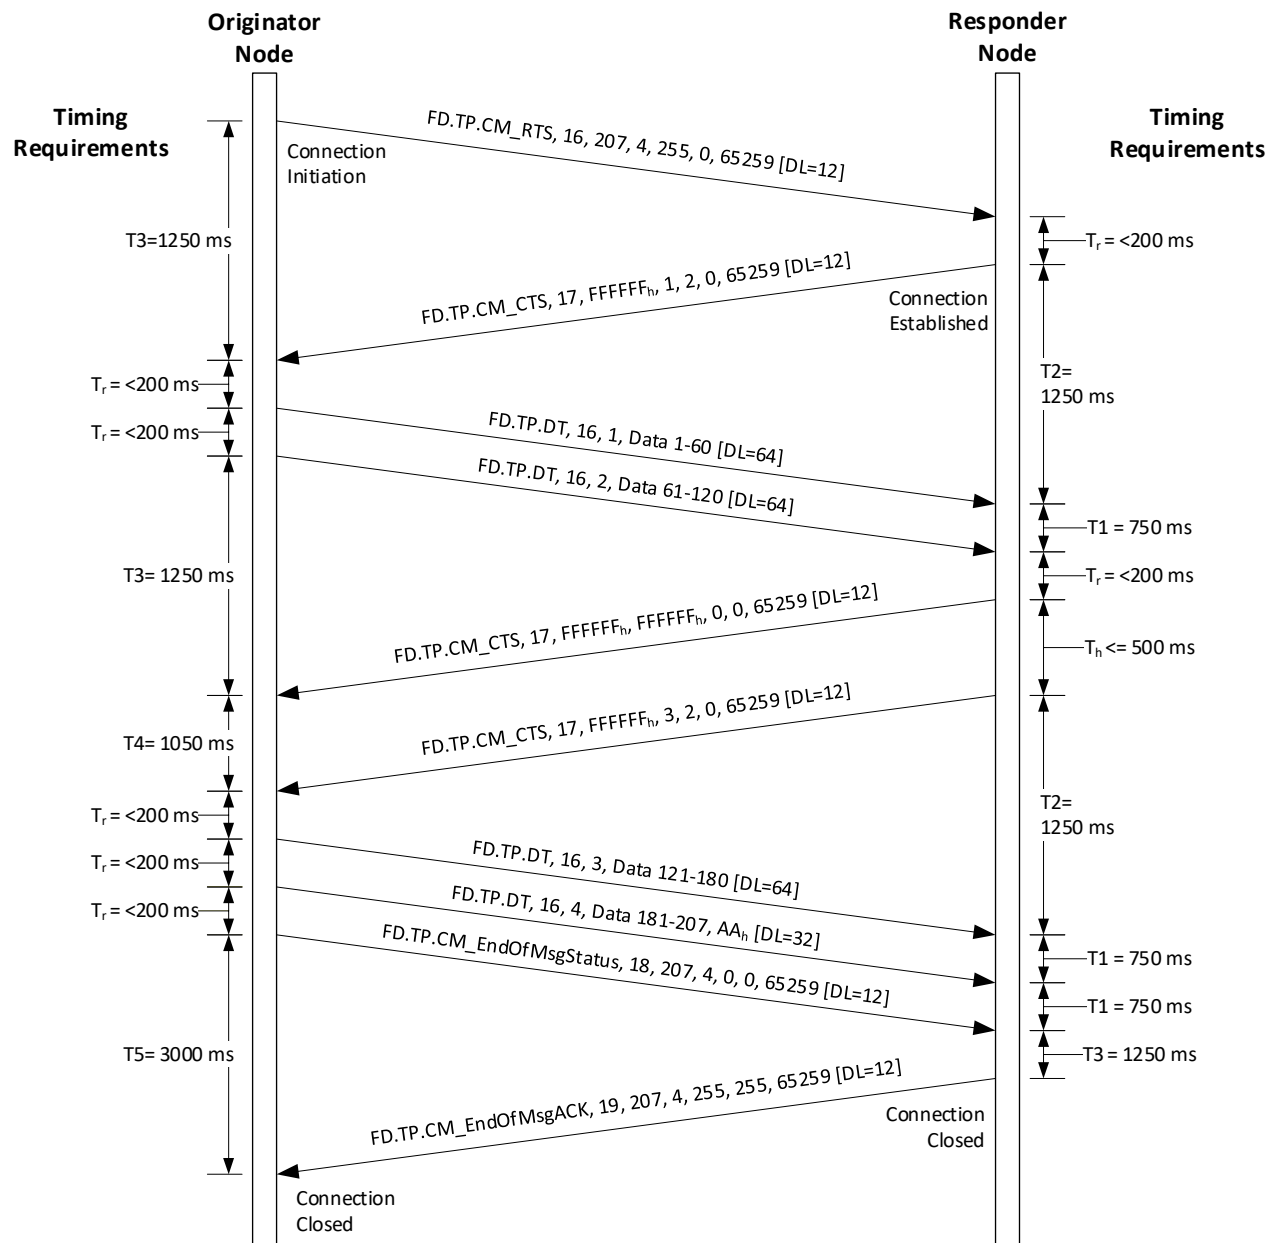 Originator
Node
Responder
Node
Timing
Requirements
Timing
Requirements
FD.TP.CM_RTS, 16, 207, 4, 255, 0, 65259 [DL=12]
Connection
Initiation
T3=1250 ms
Tᵣ = <200 ms
FD.TP.CM_CTS, 17, FFFFFFₕ, 1, 2, 0, 65259 [DL=12]
Connection
Established
Tᵣ = <200 ms
T2=
1250 ms
Tᵣ = <200 ms
FD.TP.DT, 16, 1, Data 1-60 [DL=64]
FD.TP.DT, 16, 2, Data 61-120 [DL=64]
T1 = 750 ms
T3= 1250 ms
Tᵣ = <200 ms
FD.TP.CM_CTS, 17, FFFFFFₕ, FFFFFFₕ, 0, 0, 65259 [DL=12]
Tₕ <= 500 ms
FD.TP.CM_CTS, 17, FFFFFFₕ, 3, 2, 0, 65259 [DL=12]
T4= 1050 ms
Tᵣ = <200 ms
T2=
1250 ms
Tᵣ = <200 ms
FD.TP.DT, 16, 3, Data 121-180 [DL=64]
Tᵣ = <200 ms
FD.TP.DT, 16, 4, Data 181-207, AAₕ [DL=32]
FD.TP.CM_EndOfMsgStatus, 18, 207, 4, 0, 0, 65259 [DL=12]
T1 = 750 ms
T1 = 750 ms
T5= 3000 ms
T3 = 1250 ms
FD.TP.CM_EndOfMsgACK, 19, 207, 4, 255, 255, 65259 [DL=12]
Connection
Closed
Connection
Closed